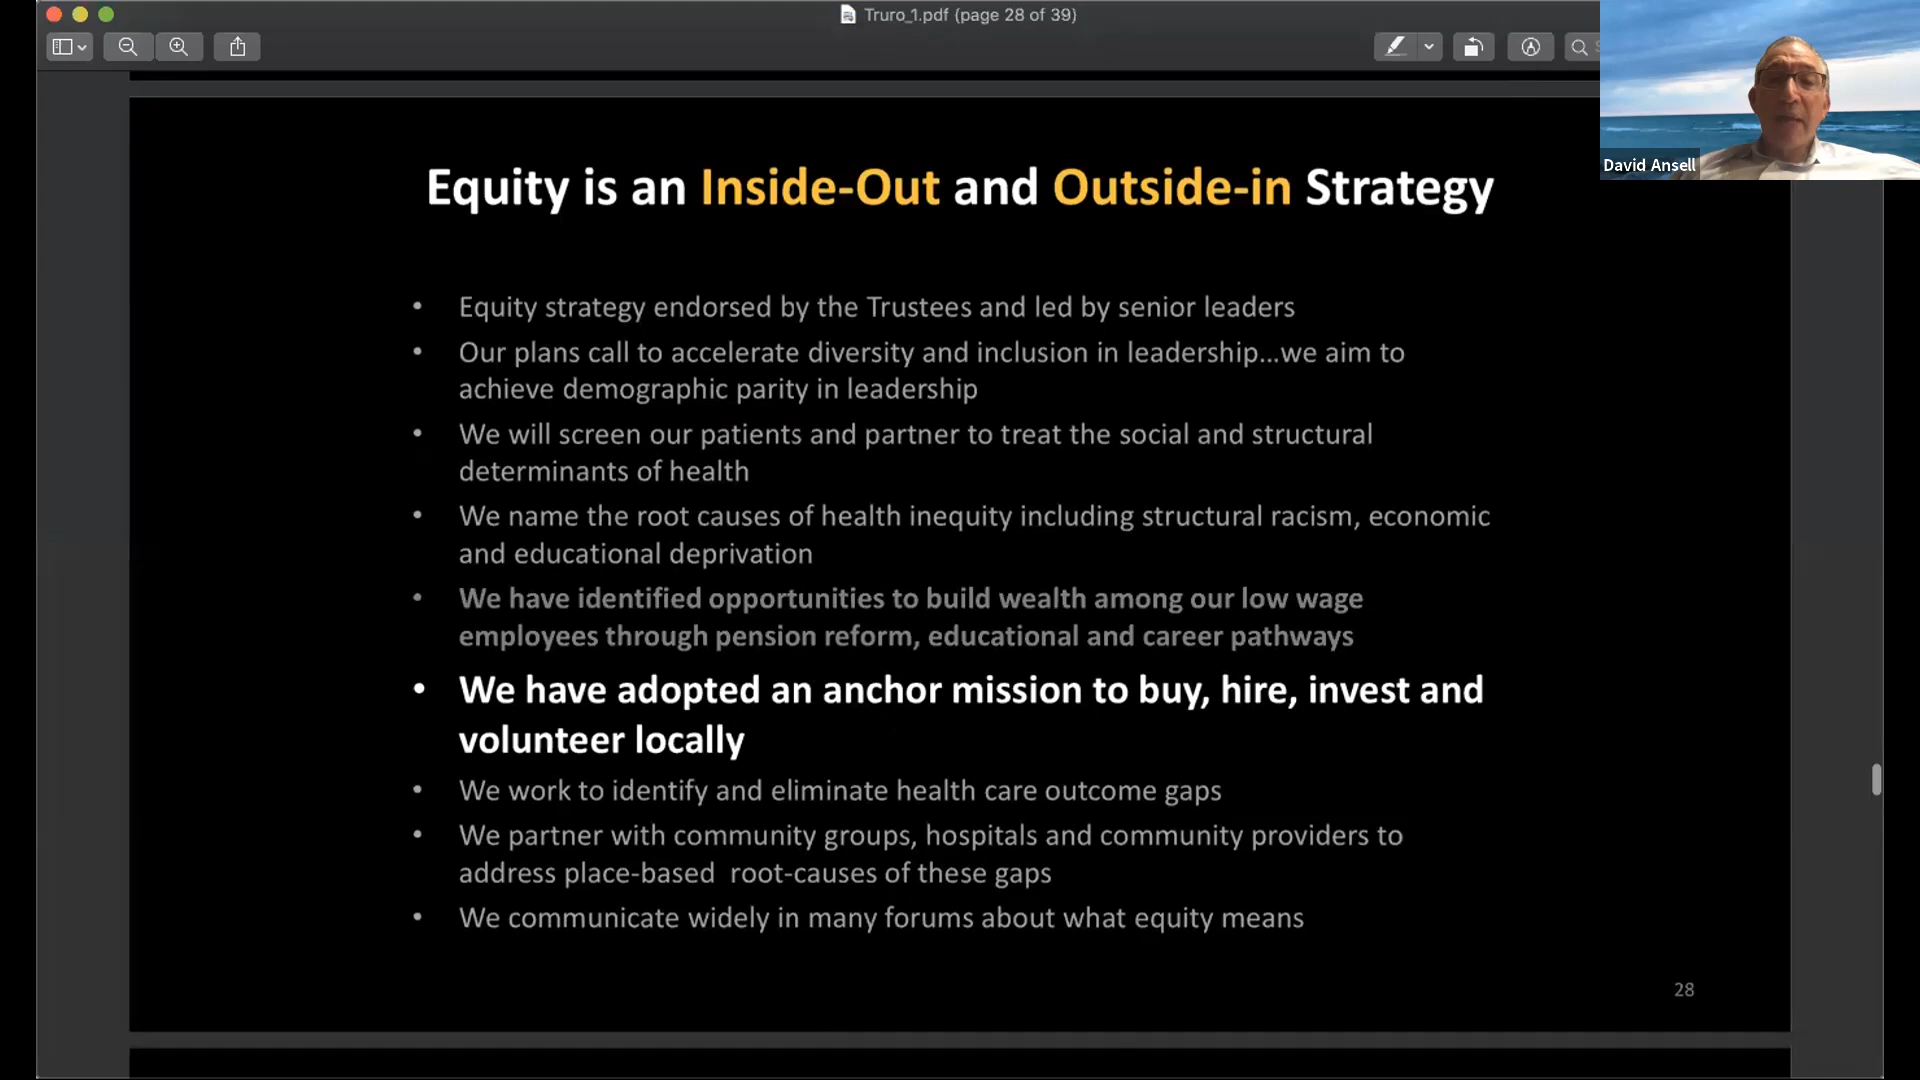 Truro_1.pdf (page 28 of 39)
David Ansell
Equity is an Inside-Out and Outside-in Strategy
• Equity strategy endorsed by the Trustees and led by senior leaders
• Our plans call to accelerate diversity and inclusion in leadership...we aim to
achieve demographic parity in leadership
• We will screen our patients and partner to treat the social and structural
determinants of health
• We name the root causes of health inequity including structural racism, economic
and educational deprivation
• We have identified opportunities to build wealth among our low wage
employees through pension reform, educational and career pathways
• We have adopted an anchor mission to buy, hire, invest and
volunteer locally
• We work to identify and eliminate health care outcome gaps
• We partner with community groups, hospitals and community providers to
address place-based  root-causes of these gaps
• We communicate widely in many forums about what equity means
28